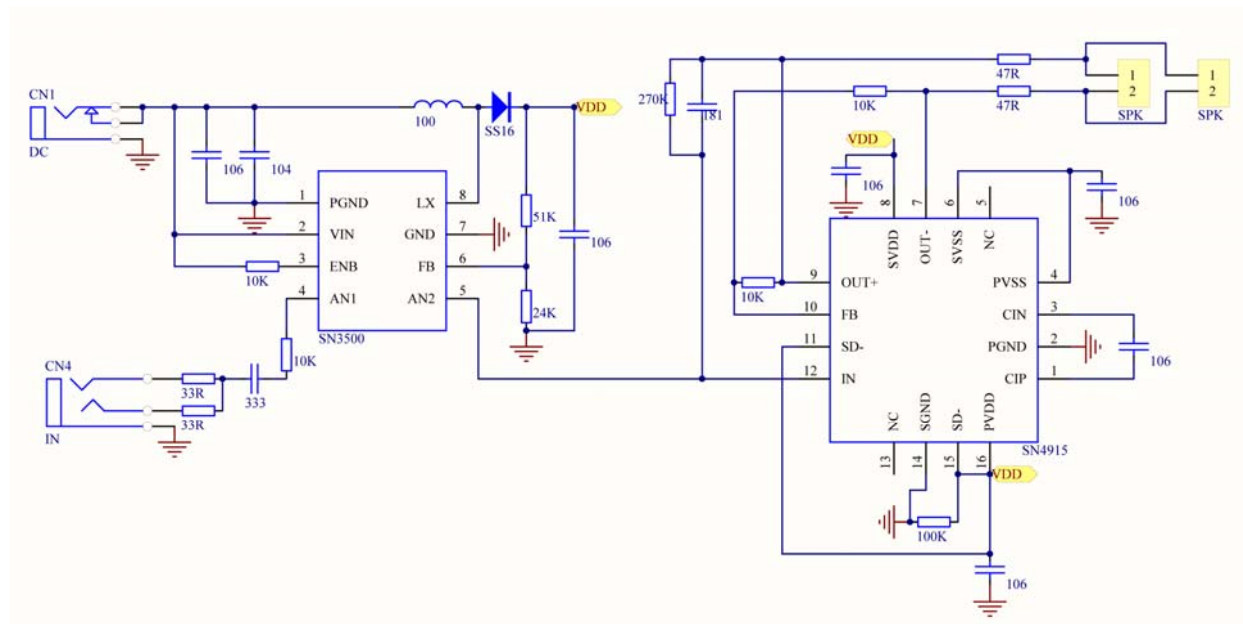 CN1
DC
106
104
100
SS16
VDD
1 PGND LX 8
2 VIN GND 7
3 ENB FB 6
4 AN1 AN2 5
SN3500
10K
51K
24K
106
10K
CN4
IN
33R
33R
333
270K
181
10K
47R
47R
1
2
SPK
1
2
SPK
VDD
106
106
8 7 6 5
SVDD OUT- SVSS NC
10K
9 OUT+ PVSS 4
10 FB CIN 3
11 SD- PGND 2
12 IN CIP 1
106
NC SGND SD- PVDD
13 14 15 16
SN4915
VDD
100K
106